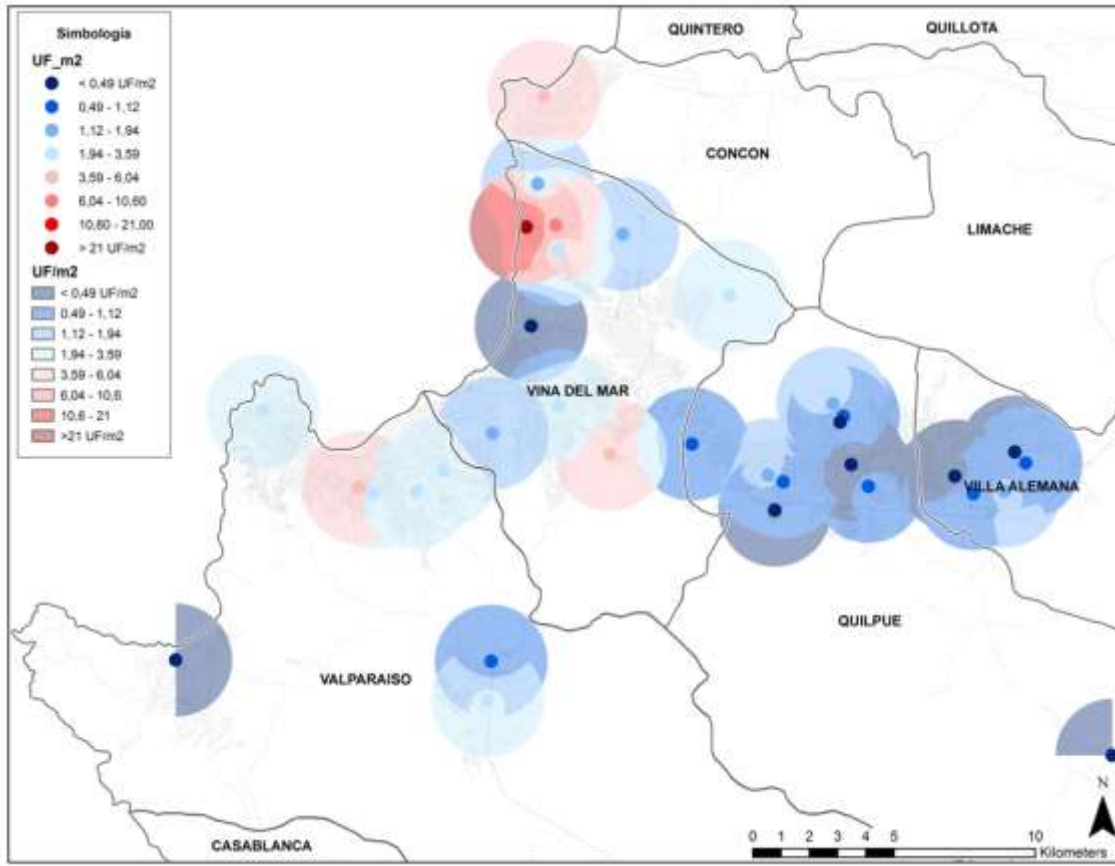 Simbología
UF_m2
< 0,49 UF/m2
0,49 - 1,12
1,12 - 1,94
1,94 - 3,59
3,59 - 6,04
6,04 - 10,60
10,60 - 21,00
> 21 UF/m2
UF/m2
< 0,49 UF/m2
0,49 - 1,12
1,12 - 1,94
1,94 - 3,59
3,59 - 6,04
6,04 - 10,6
10,6 - 21
>21 UF/m2
QUINTERO
QUILLOTA
CONCON
LIMACHE
VINA DEL MAR
VILLA ALEMANA
QUILPUE
VALPARAISO
CASABLANCA
N
0 1 2 3 4 5 10
Kilometers